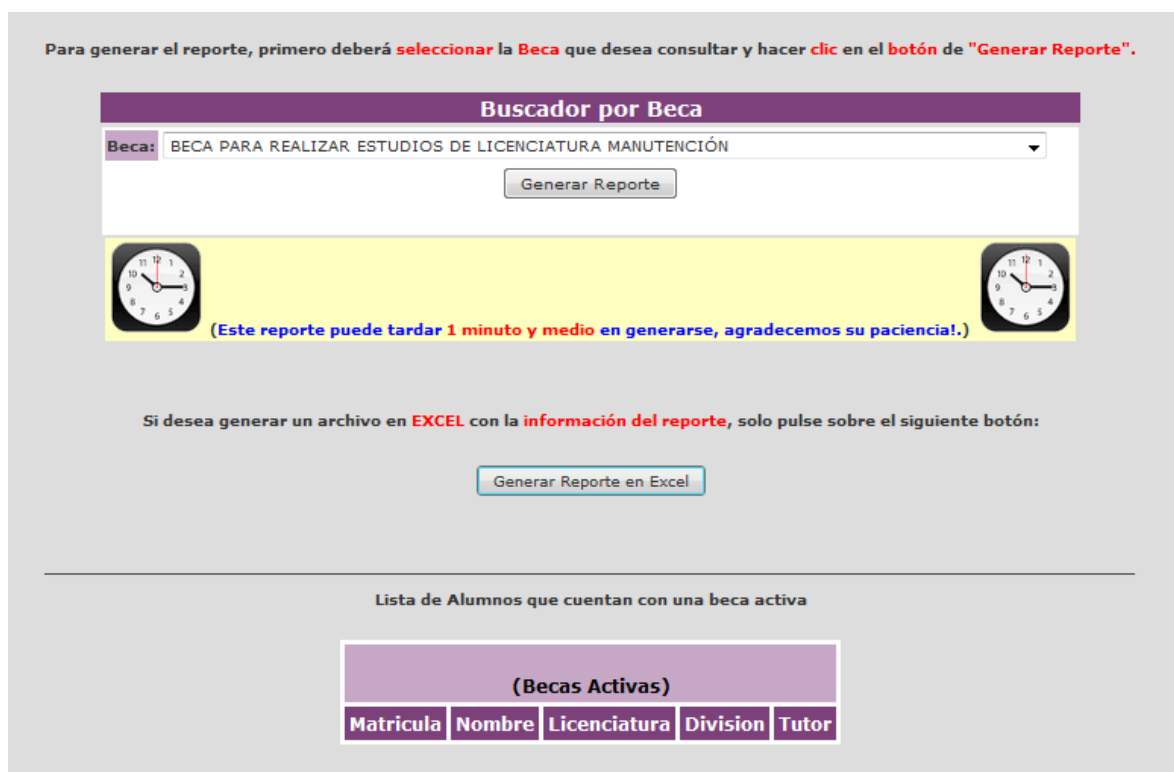 Para generar el reporte, primero deberá seleccionar la Beca que desea consultar y hacer clic en el botón de "Generar Reporte".
Buscador por Beca
Beca: BECA PARA REALIZAR ESTUDIOS DE LICENCIATURA MANUTENCIÓN
Generar Reporte
(Este reporte puede tardar 1 minuto y medio en generarse, agradecemos su paciencia!.)
Si desea generar un archivo en EXCEL con la información del reporte, solo pulse sobre el siguiente botón:
Generar Reporte en Excel
Lista de Alumnos que cuentan con una beca activa
(Becas Activas)
Matricula Nombre Licenciatura Division Tutor